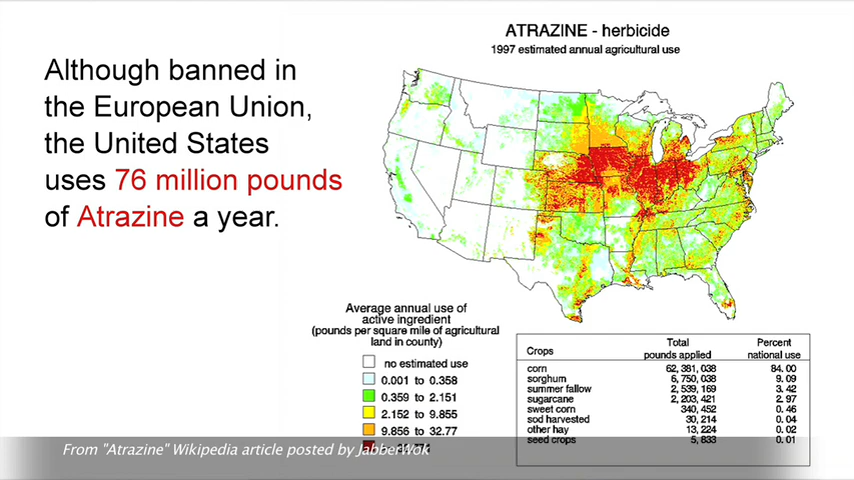 Although banned in
the European Union,
the United States
uses 76 million pounds
of Atrazine a year.
ATRAZINE - herbicide
1997 estimated annual agricultural use
Average annual use of
active ingredient
(pounds per square mile of agricultural
land in county)
no estimated use
0.001 to 0.358
0.359 to 2.151
2.152 to 9.855
9.856 to 32.77
Crops Total pounds applied Percent national use
corn 62,381,038 84.00
sorghum 6,750,038 9.09
summer fallow 2,539,169 3.42
sugarcane 2,203,421 2.97
sweet corn 340,452 0.46
sod harvested 30,214 0.04
other hay 13,224 0.02
seed crops 5,833 0.01
From "Atrazine" Wikipedia article posted by JabberWok